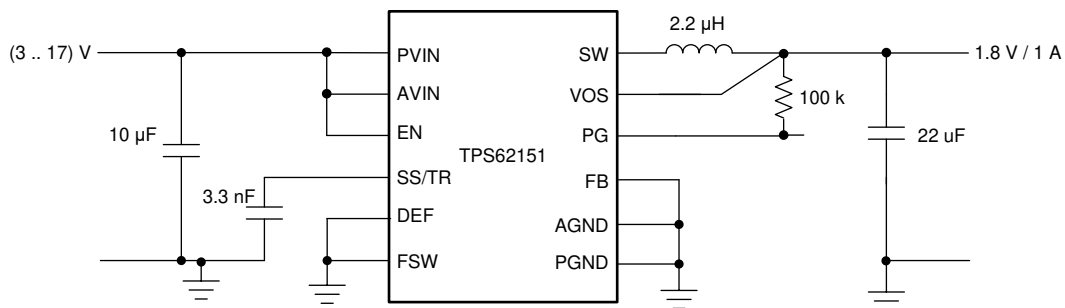 2.2 µH
(3 .. 17) V
PVIN
SW
1.8 V / 1 A
AVIN
VOS
100 k
10 µF
EN
PG
22 uF
TPS62151
3.3 nF
SS/TR
FB
DEF
AGND
FSW
PGND